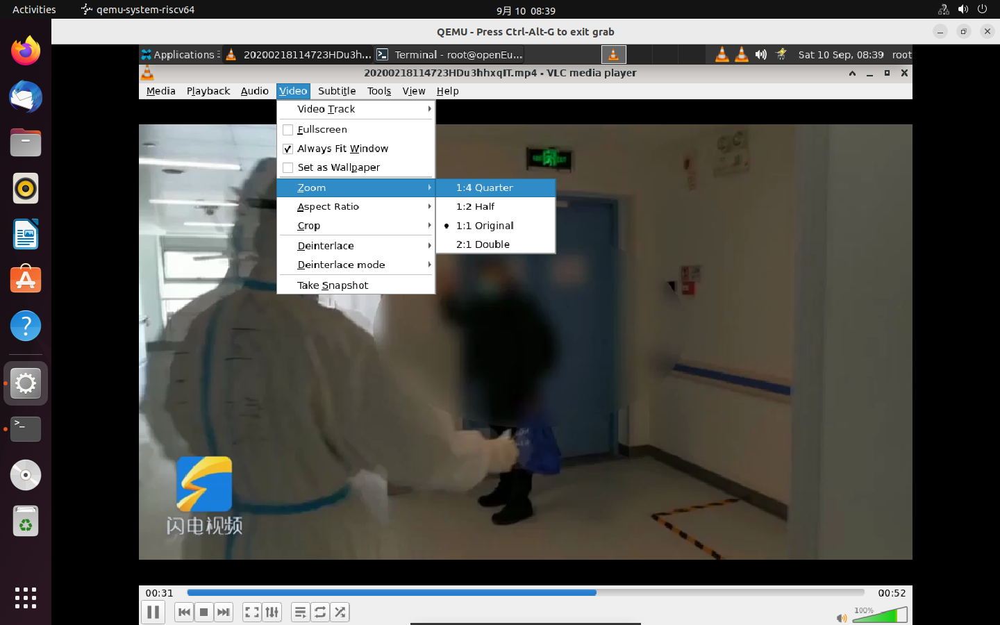 Activities
qemu-system-riscv64
9月 10 08:39
QEMU - Press Ctrl-Alt-G to exit grab
Applications
20200218114723HDu3h...
Terminal - root@openEu...
Sat 10 Sep, 08:39
root
20200218114723HDu3hhxqIT.mp4 - VLC media player
Media Playback Audio Video Subtitle Tools View Help
Video Track
Fullscreen
Always Fit Window
Set as Wallpaper
Zoom
Aspect Ratio
Crop
Deinterlace
Deinterlace mode
Take Snapshot
1:4 Quarter
1:2 Half
1:1 Original
2:1 Double
闪电视频
00:31
00:52
100%